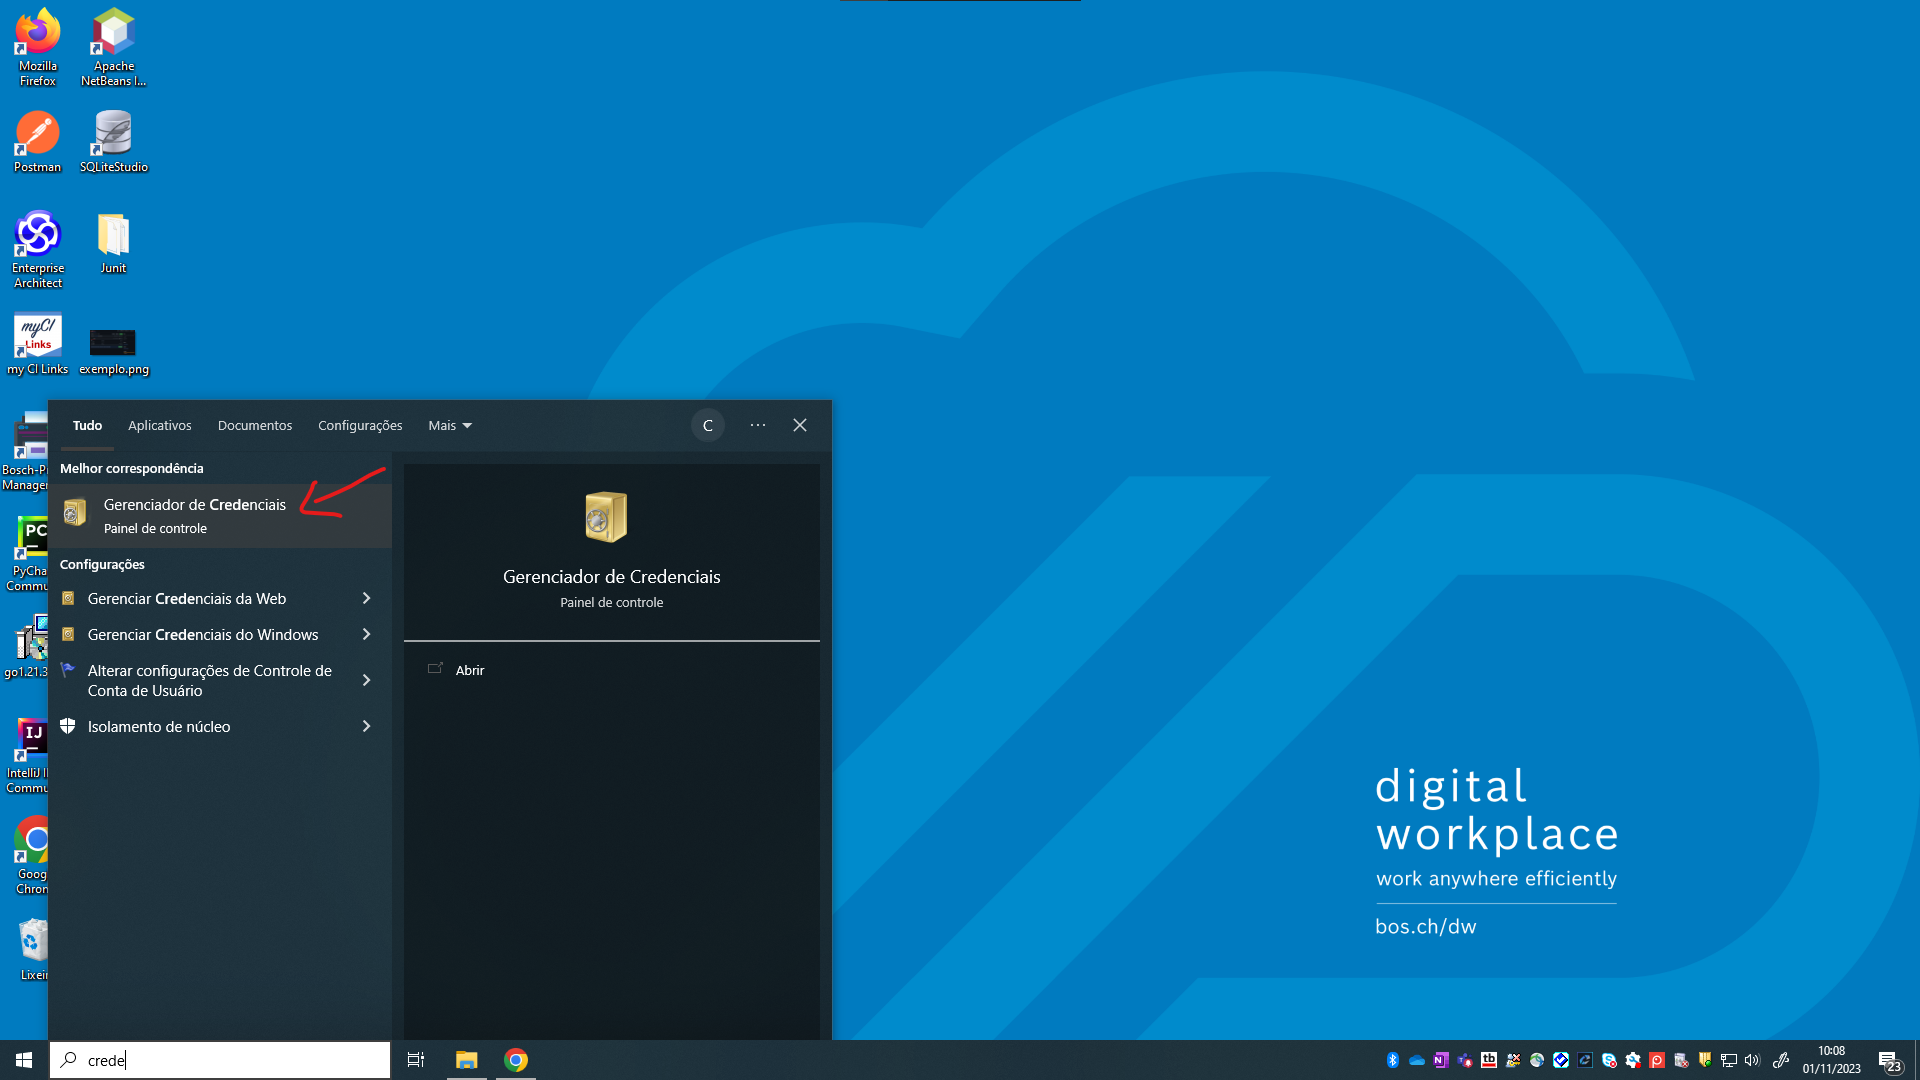 Mozilla
Firefox
Apache
NetBeans I...
Postman
SQLiteStudio
Enterprise
Architect
Junit
myCI
Links
my CI Links
exemplo.png
Bosch-P
Manager
PC
PyCha
Commu
go1.21.3
IJ
IntelliJ I
Commu
Goog
Chron
Lixeir
Tudo
Aplicativos
Documentos
Configurações
Mais
C
Melhor correspondência
Gerenciador de Credenciais
Painel de controle
Configurações
Gerenciar Credenciais da Web
Gerenciar Credenciais do Windows
Alterar configurações de Controle de
Conta de Usuário
Isolamento de núcleo
Gerenciador de Credenciais
Painel de controle
Abrir
digital
workplace
work anywhere efficiently
bos.ch/dw
crede
tb
10:08
01/11/2023
23